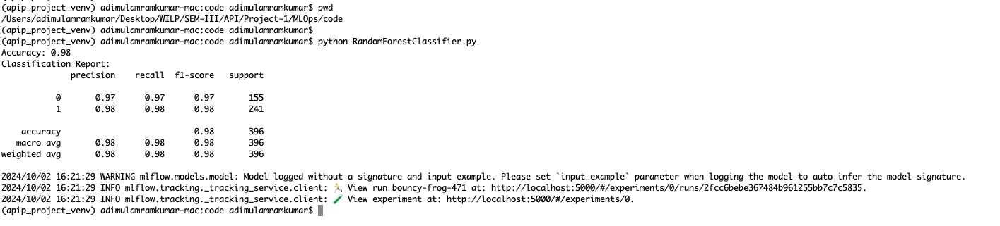 (apip_project_venv) adimulamramkumar-mac:code adimulamramkumar$ pwd
/Users/adimulamramkumar/Desktop/WILP/SEM-III/API/Project-1/MLOps/code
(apip_project_venv) adimulamramkumar-mac:code adimulamramkumar$
(apip_project_venv) adimulamramkumar-mac:code adimulamramkumar$ python RandomForestClassifier.py
Accuracy: 0.98
Classification Report:
              precision    recall  f1-score   support

           0       0.97      0.97      0.97       155
           1       0.98      0.98      0.98       241

    accuracy                           0.98       396
   macro avg       0.98      0.98      0.98       396
weighted avg       0.98      0.98      0.98       396

2024/10/02 16:21:29 WARNING mlflow.models.model: Model logged without a signature and input example. Please set `input_example` parameter when logging the model to auto infer the model signature.
2024/10/02 16:21:29 INFO mlflow.tracking._tracking_service.client: 🏃 View run bouncy-frog-471 at: http://localhost:5000/#/experiments/0/runs/2fcc6bebe367484b961255bb7c7c5835.
2024/10/02 16:21:29 INFO mlflow.tracking._tracking_service.client: 🧪 View experiment at: http://localhost:5000/#/experiments/0.
(apip_project_venv) adimulamramkumar-mac:code adimulamramkumar$